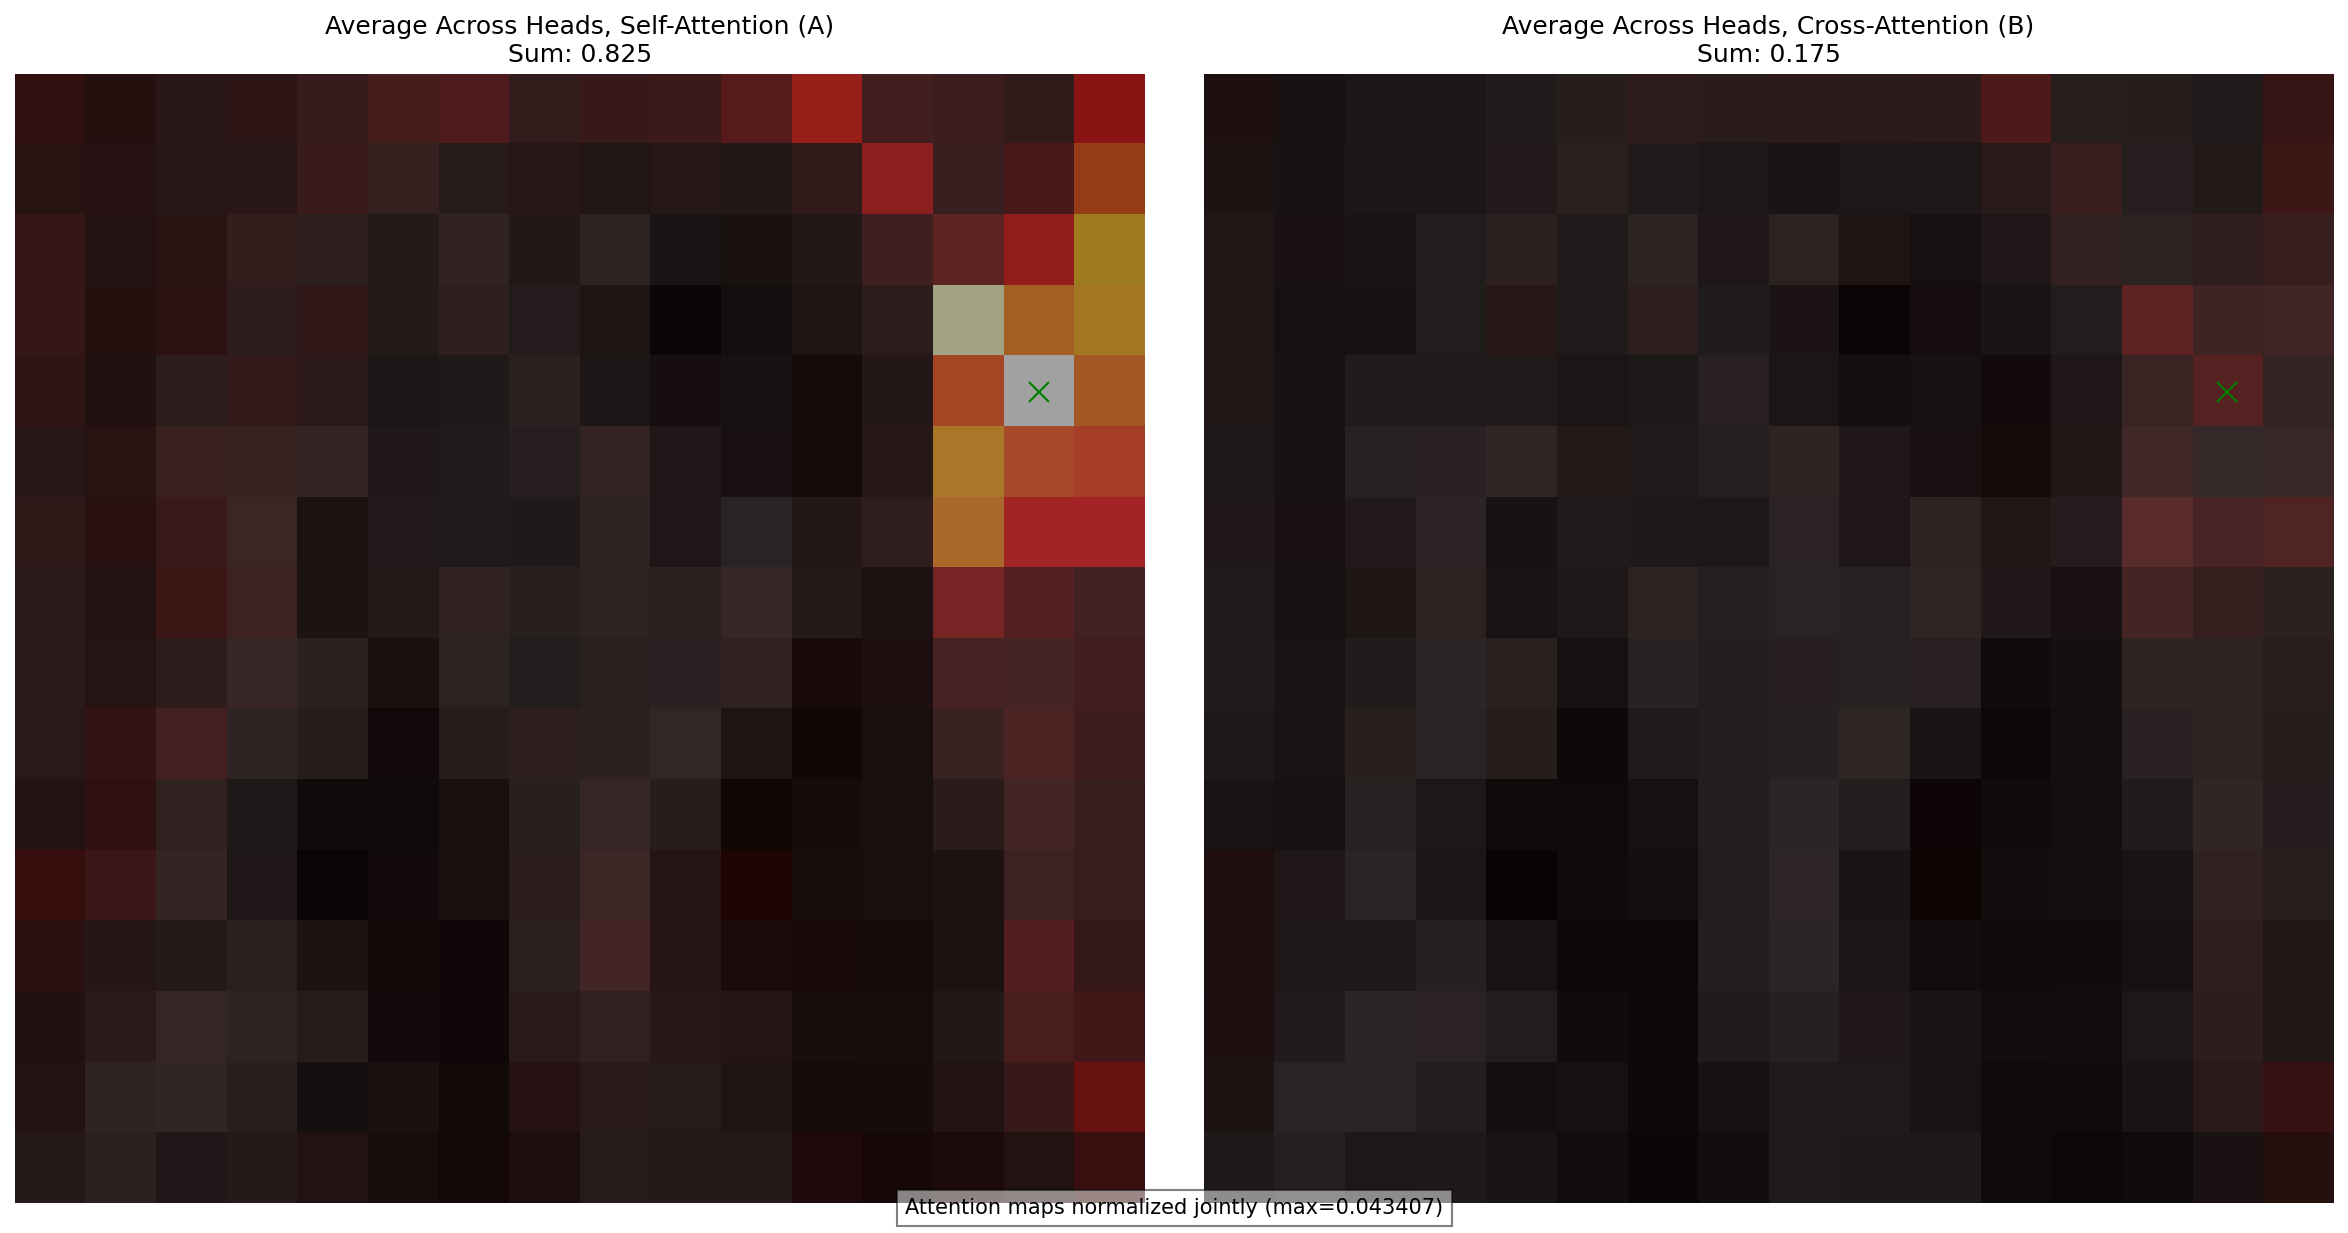 Average Across Heads, Self-Attention (A)
Sum: 0.825
Average Across Heads, Cross-Attention (B)
Sum: 0.175
Attention maps normalized jointly (max=0.043407)